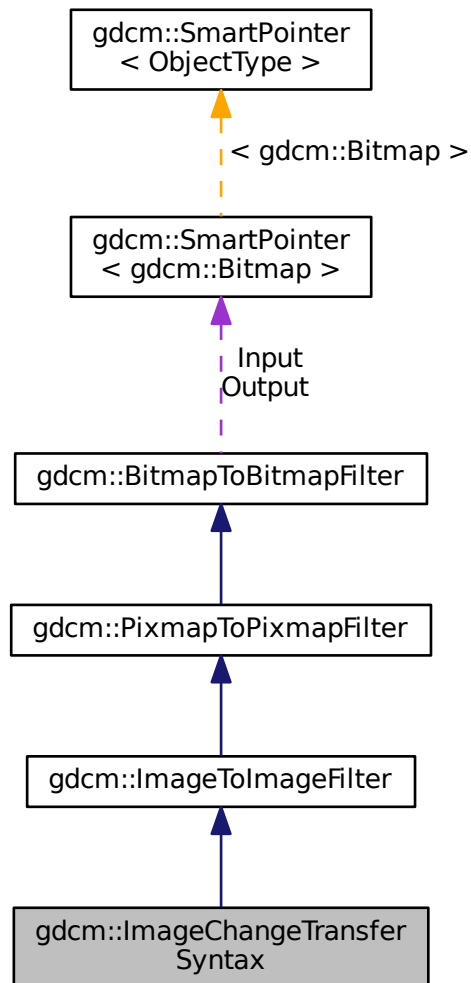 gdcm::SmartPointer
< ObjectType >
< gdcm::Bitmap >
gdcm::SmartPointer
< gdcm::Bitmap >
Input
Output
gdcm::BitmapToBitmapFilter
gdcm::PixmapToPixmapFilter
gdcm::ImageToImageFilter
gdcm::ImageChangeTransfer
Syntax